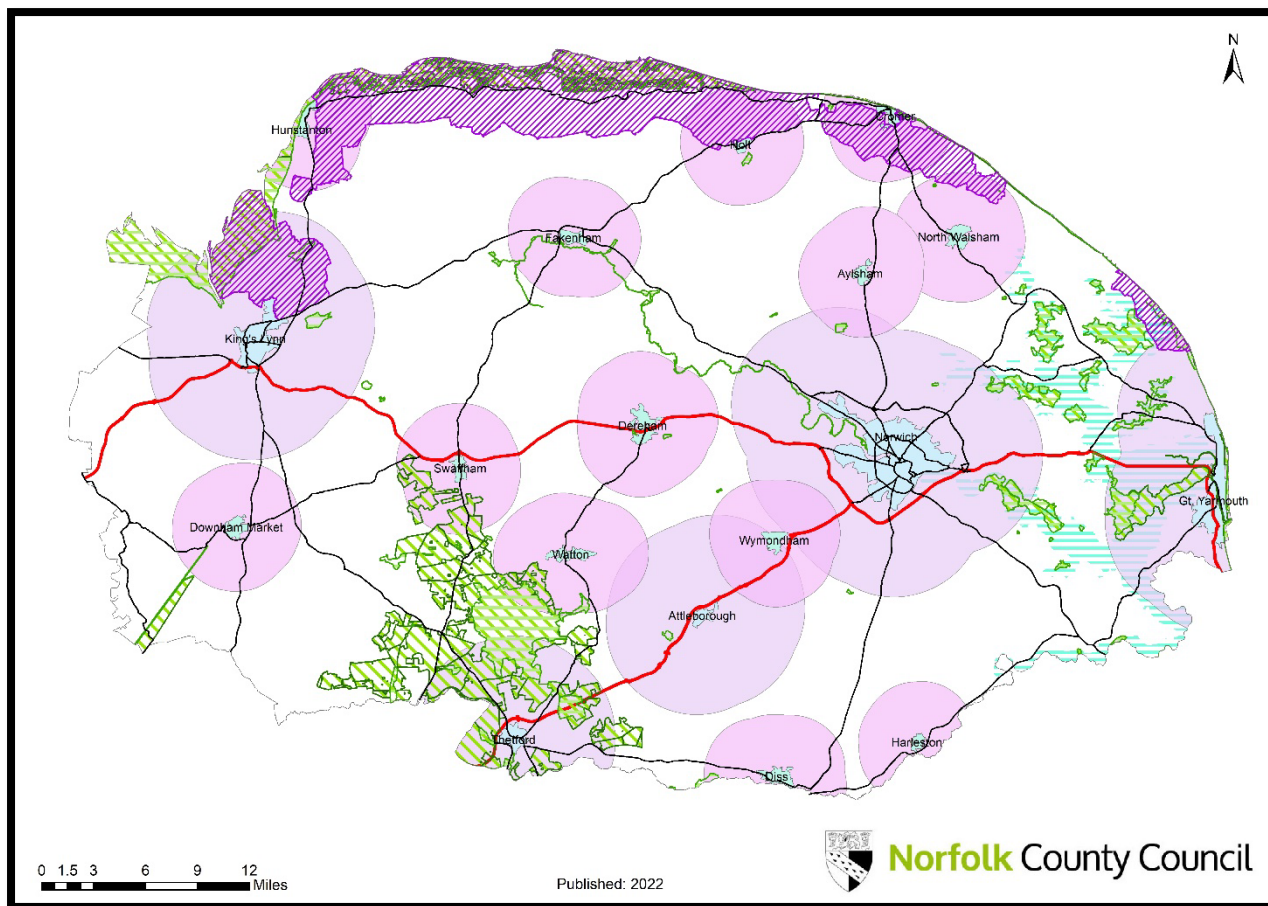 N
Hunstanton
Cromer
Holt
Fakenham
North Walsham
Aylsham
King's Lynn
Dereham
Norwich
Swaffham
Gt. Yarmouth
Downham Market
Wymondham
Watton
Attleborough
Thetford
Harleston
Diss
0 1.5 3 6 9 12
Miles
Published: 2022
Norfolk County Council